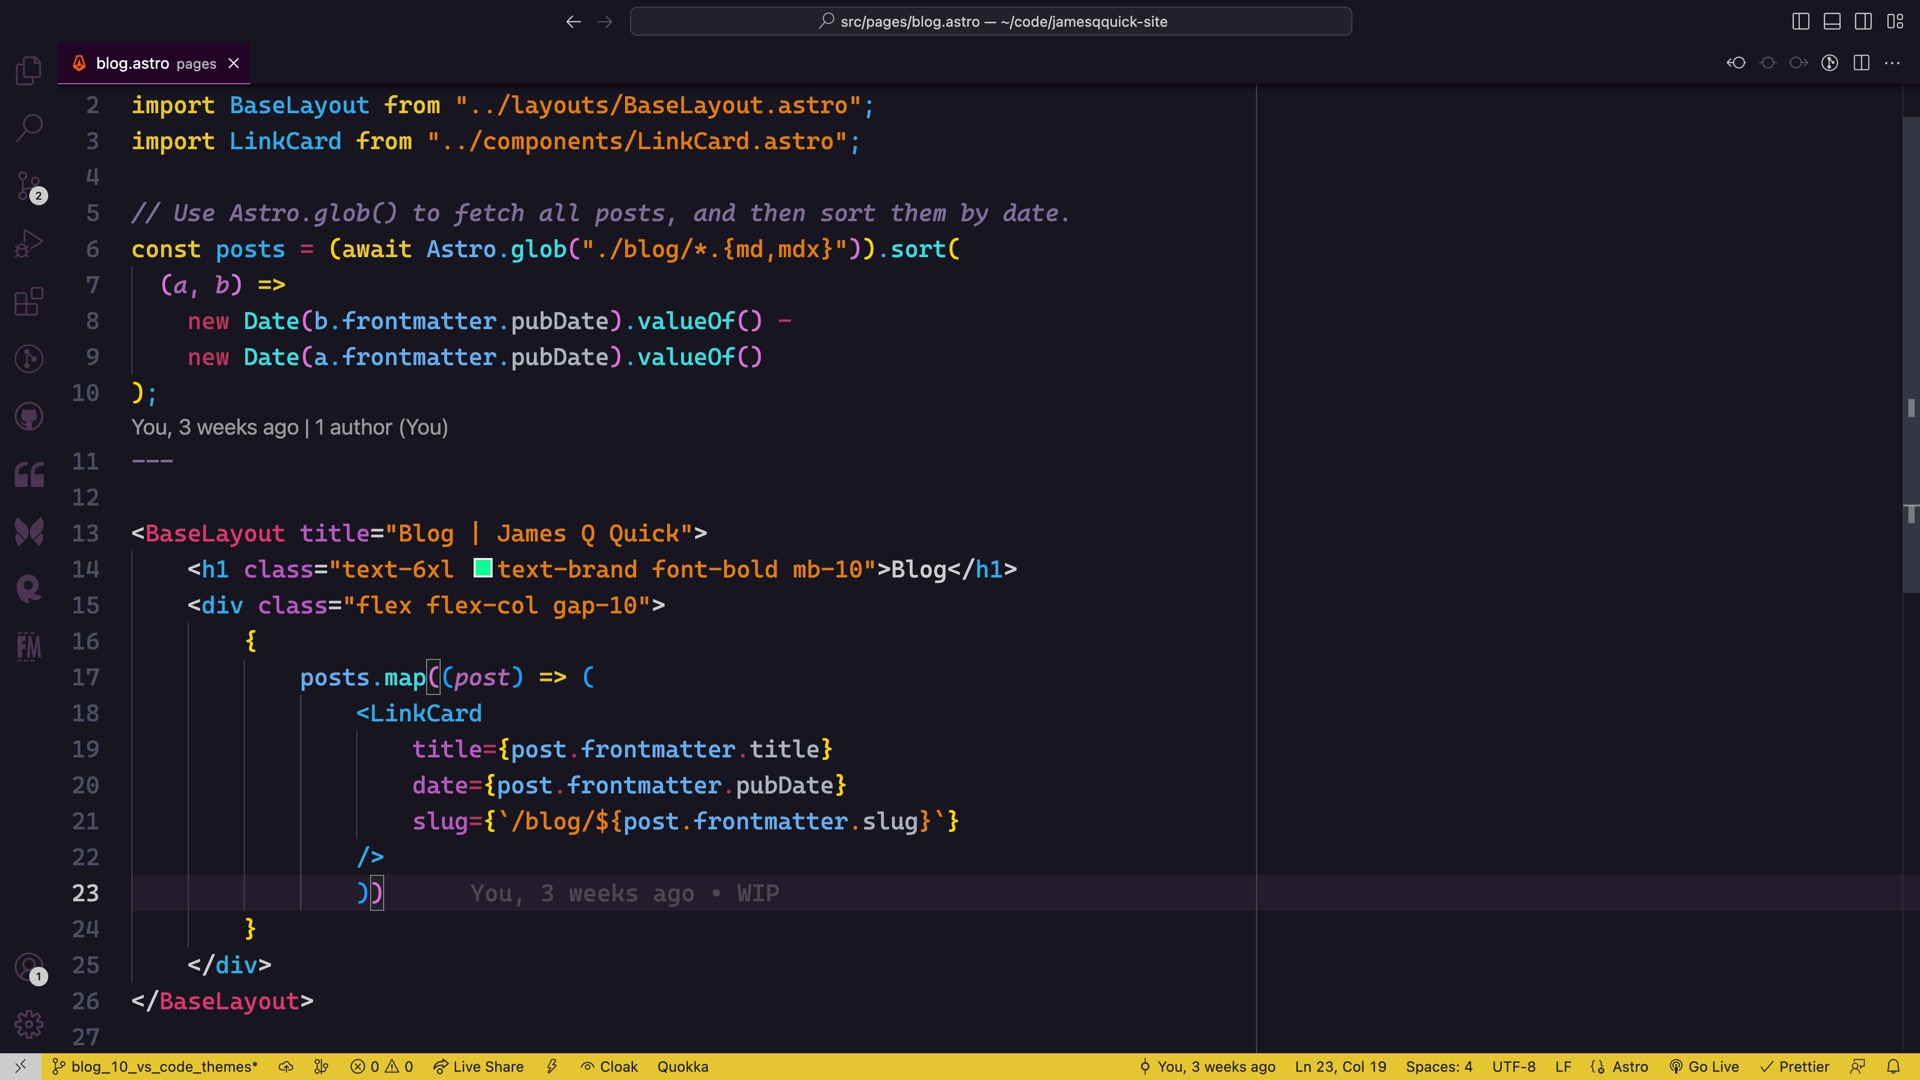 src/pages/blog.astro — ~/code/jamesqquick-site
blog.astro pages
2 import BaseLayout from "../layouts/BaseLayout.astro";
3 import LinkCard from "../components/LinkCard.astro";
4
5 // Use Astro.glob() to fetch all posts, and then sort them by date.
6 const posts = (await Astro.glob("./blog/*.{md,mdx}")).sort(
7 (a, b) =>
8 new Date(b.frontmatter.pubDate).valueOf() -
9 new Date(a.frontmatter.pubDate).valueOf()
10 );
You, 3 weeks ago | 1 author (You)
11 ---
12
13 <BaseLayout title="Blog | James Q Quick">
14 <h1 class="text-6xl text-brand font-bold mb-10">Blog</h1>
15 <div class="flex flex-col gap-10">
16 {
17 posts.map((post) => (
18 <LinkCard
19 title={post.frontmatter.title}
20 date={post.frontmatter.pubDate}
21 slug={`/blog/${post.frontmatter.slug}`}
22 />
23 )) You, 3 weeks ago • WIP
24 }
25 </div>
26 </BaseLayout>
27
2
FM
1
blog_10_vs_code_themes* 0 0 Live Share Cloak Quokka You, 3 weeks ago Ln 23, Col 19 Spaces: 4 UTF-8 LF {} Astro Go Live Prettier